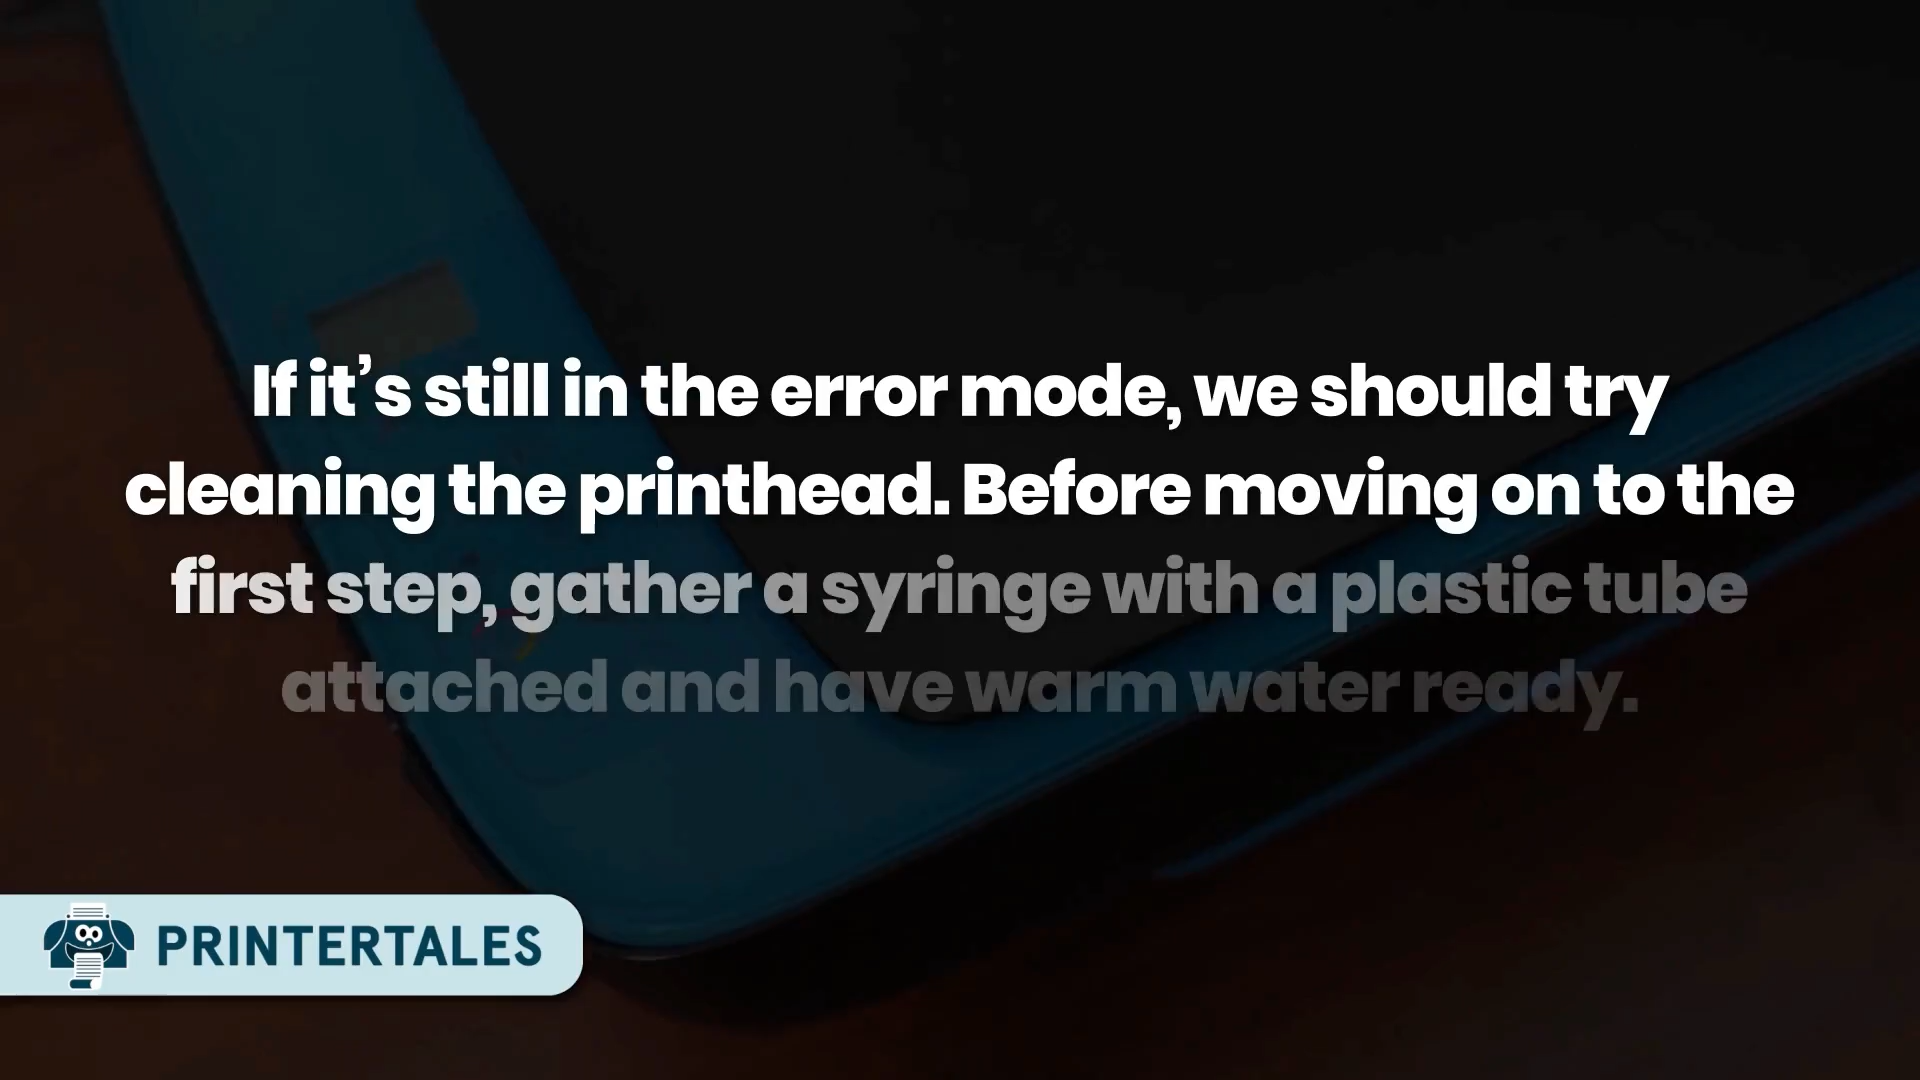 If it’s still in the error mode, we should try
cleaning the printhead. Before moving on to the
first step, gather a syringe with a plastic tube
attached and have warm water ready.
PRINTERTALES